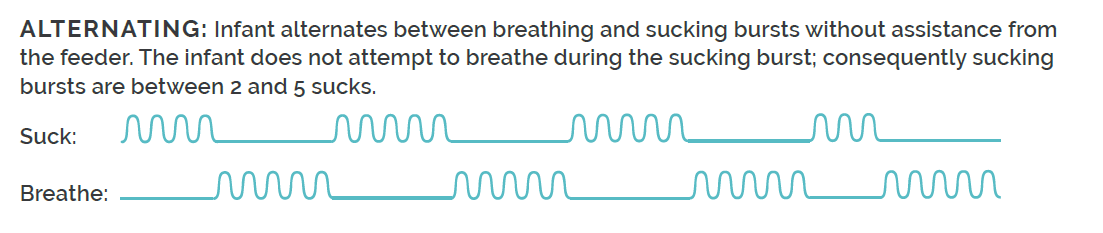 ALTERNATING: Infant alternates between breathing and sucking bursts without assistance from
the feeder. The infant does not attempt to breathe during the sucking burst; consequently sucking
bursts are between 2 and 5 sucks.
Suck:
Breathe: